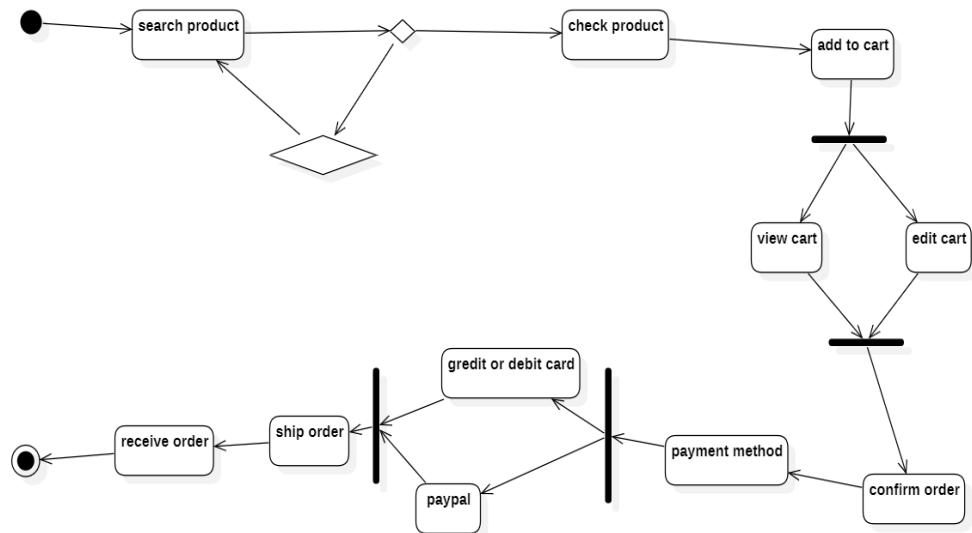 search product
check product
add to cart
view cart
edit cart
gredit or debit card
payment method
ship order
receive order
paypal
confirm order